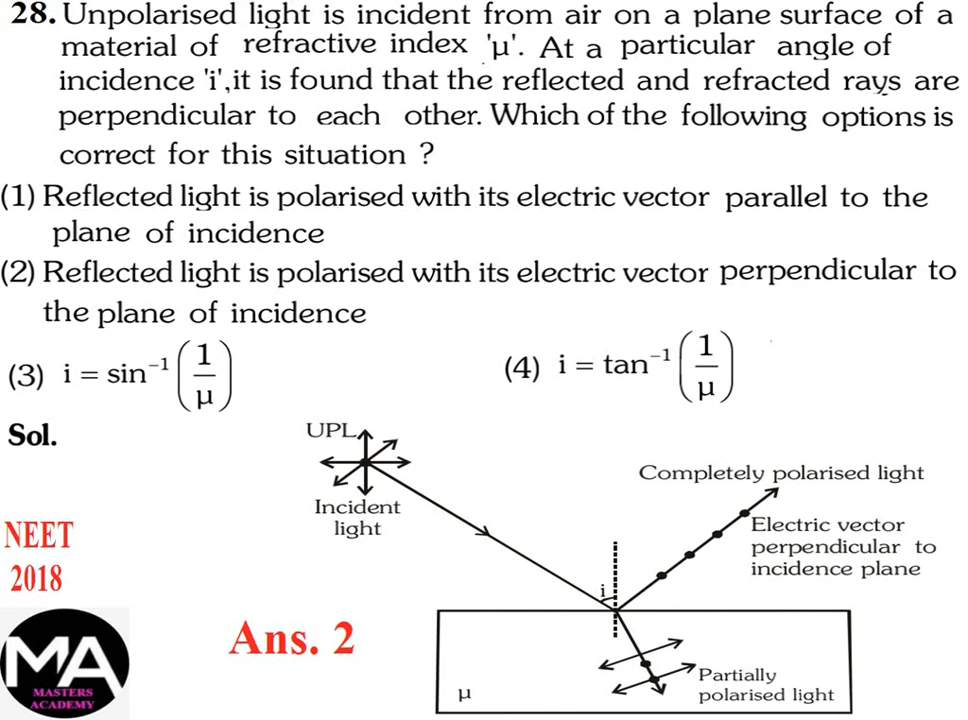 28. Unpolarised light is incident from air on a plane surface of a
material of refractive index 'μ'. At a particular angle of
incidence 'i', it is found that the reflected and refracted rays are
perpendicular to each other. Which of the following options is
correct for this situation ?
(1) Reflected light is polarised with its electric vector parallel to the
plane of incidence
(2) Reflected light is polarised with its electric vector perpendicular to
the plane of incidence
(3) i = sin⁻¹(1/μ)
(4) i = tan⁻¹(1/μ)
Sol.
UPL
Incident
light
Completely polarised light
Electric vector
perpendicular to
incidence plane
i
NEET
2018
Ans. 2
MA
MASTERS
ACADEMY
μ
Partially
polarised light